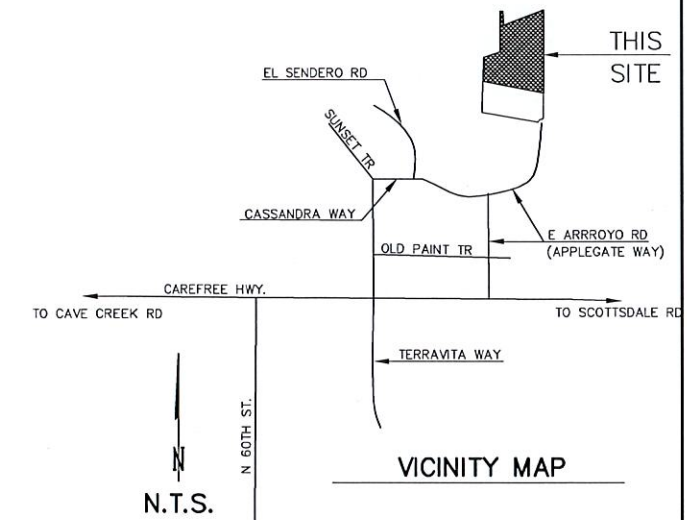 THIS
SITE
EL SENDERO RD
SUNSET TR
CASSANDRA WAY
E ARRROYO RD
(APPLEGATE WAY)
OLD PAINT TR
CAREFREE HWY.
TO CAVE CREEK RD
TO SCOTTSDALE RD
TERRAVITA WAY
N 60TH ST.
N
VICINITY MAP
N.T.S.